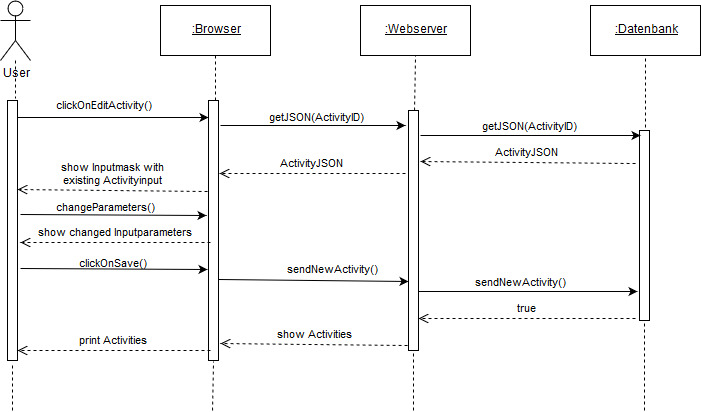 :Browser
:Webserver
:Datenbank
User
clickOnEditActivity()
getJSON(ActivityID)
getJSON(ActivityID)
ActivityJSON
ActivityJSON
show Inputmask with
existing Activityinput
changeParameters()
show changed Inputparameters
clickOnSave()
sendNewActivity()
sendNewActivity()
true
show Activities
print Activities